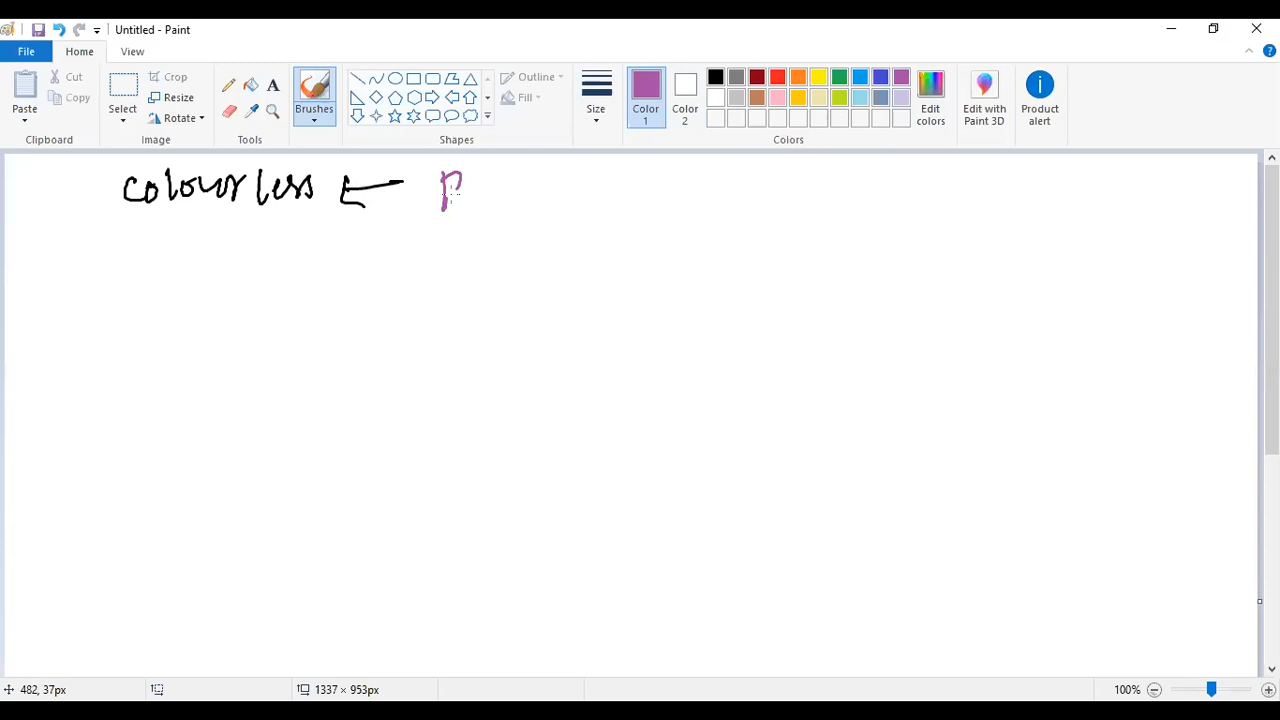 Untitled - Paint
File Home View
Paste
Cut
Copy
Clipboard
Select
Crop
Resize
Rotate
Image
A
Tools
Brushes
Outline
Fill
Shapes
Size
Color 1
Color 2
Edit colors
Colors
Edit with Paint 3D
Product alert
colourless ← P
482, 37px
1337 × 953px
100%